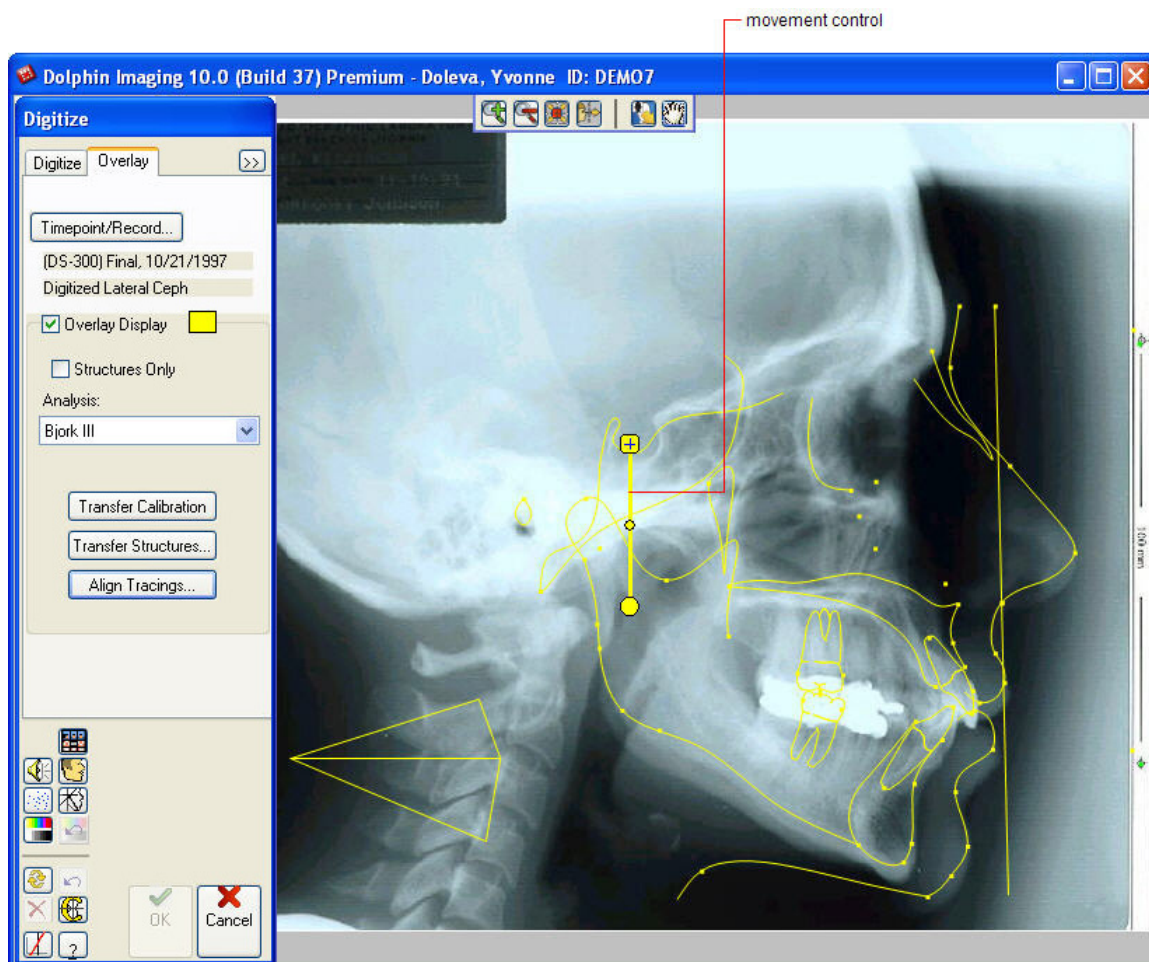 movement control
Dolphin Imaging 10.0 (Build 37) Premium - Doleva, Yvonne ID: DEMO7
Digitize
Digitize
Overlay
>>
Timepoint/Record...
(DS-300) Final, 10/21/1997
Digitized Lateral Ceph
Overlay Display
Structures Only
Analysis:
Bjork III
Transfer Calibration
Transfer Structures...
Align Tracings...
100 mm
OK
Cancel
?